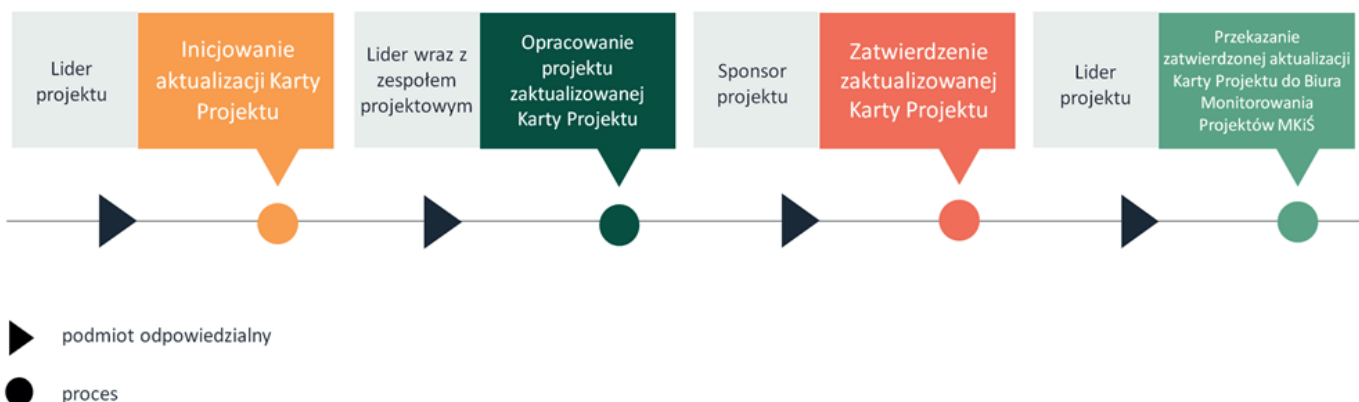 Lider
projektu
Inicjowanie
aktualizacji Karty
Projektu
Lider wraz z
zespołem
projektowym
Opracowanie
projektu
zaktualizowanej
Karty Projektu
Sponsor
projektu
Zatwierdzenie
zaktualizowanej
Karty Projektu
Lider
projektu
Przekazanie
zatwierdzonej aktualizacji
Karty Projektu do Biura
Monitorowania
Projektów MKiŚ
podmiot odpowiedzialny
proces